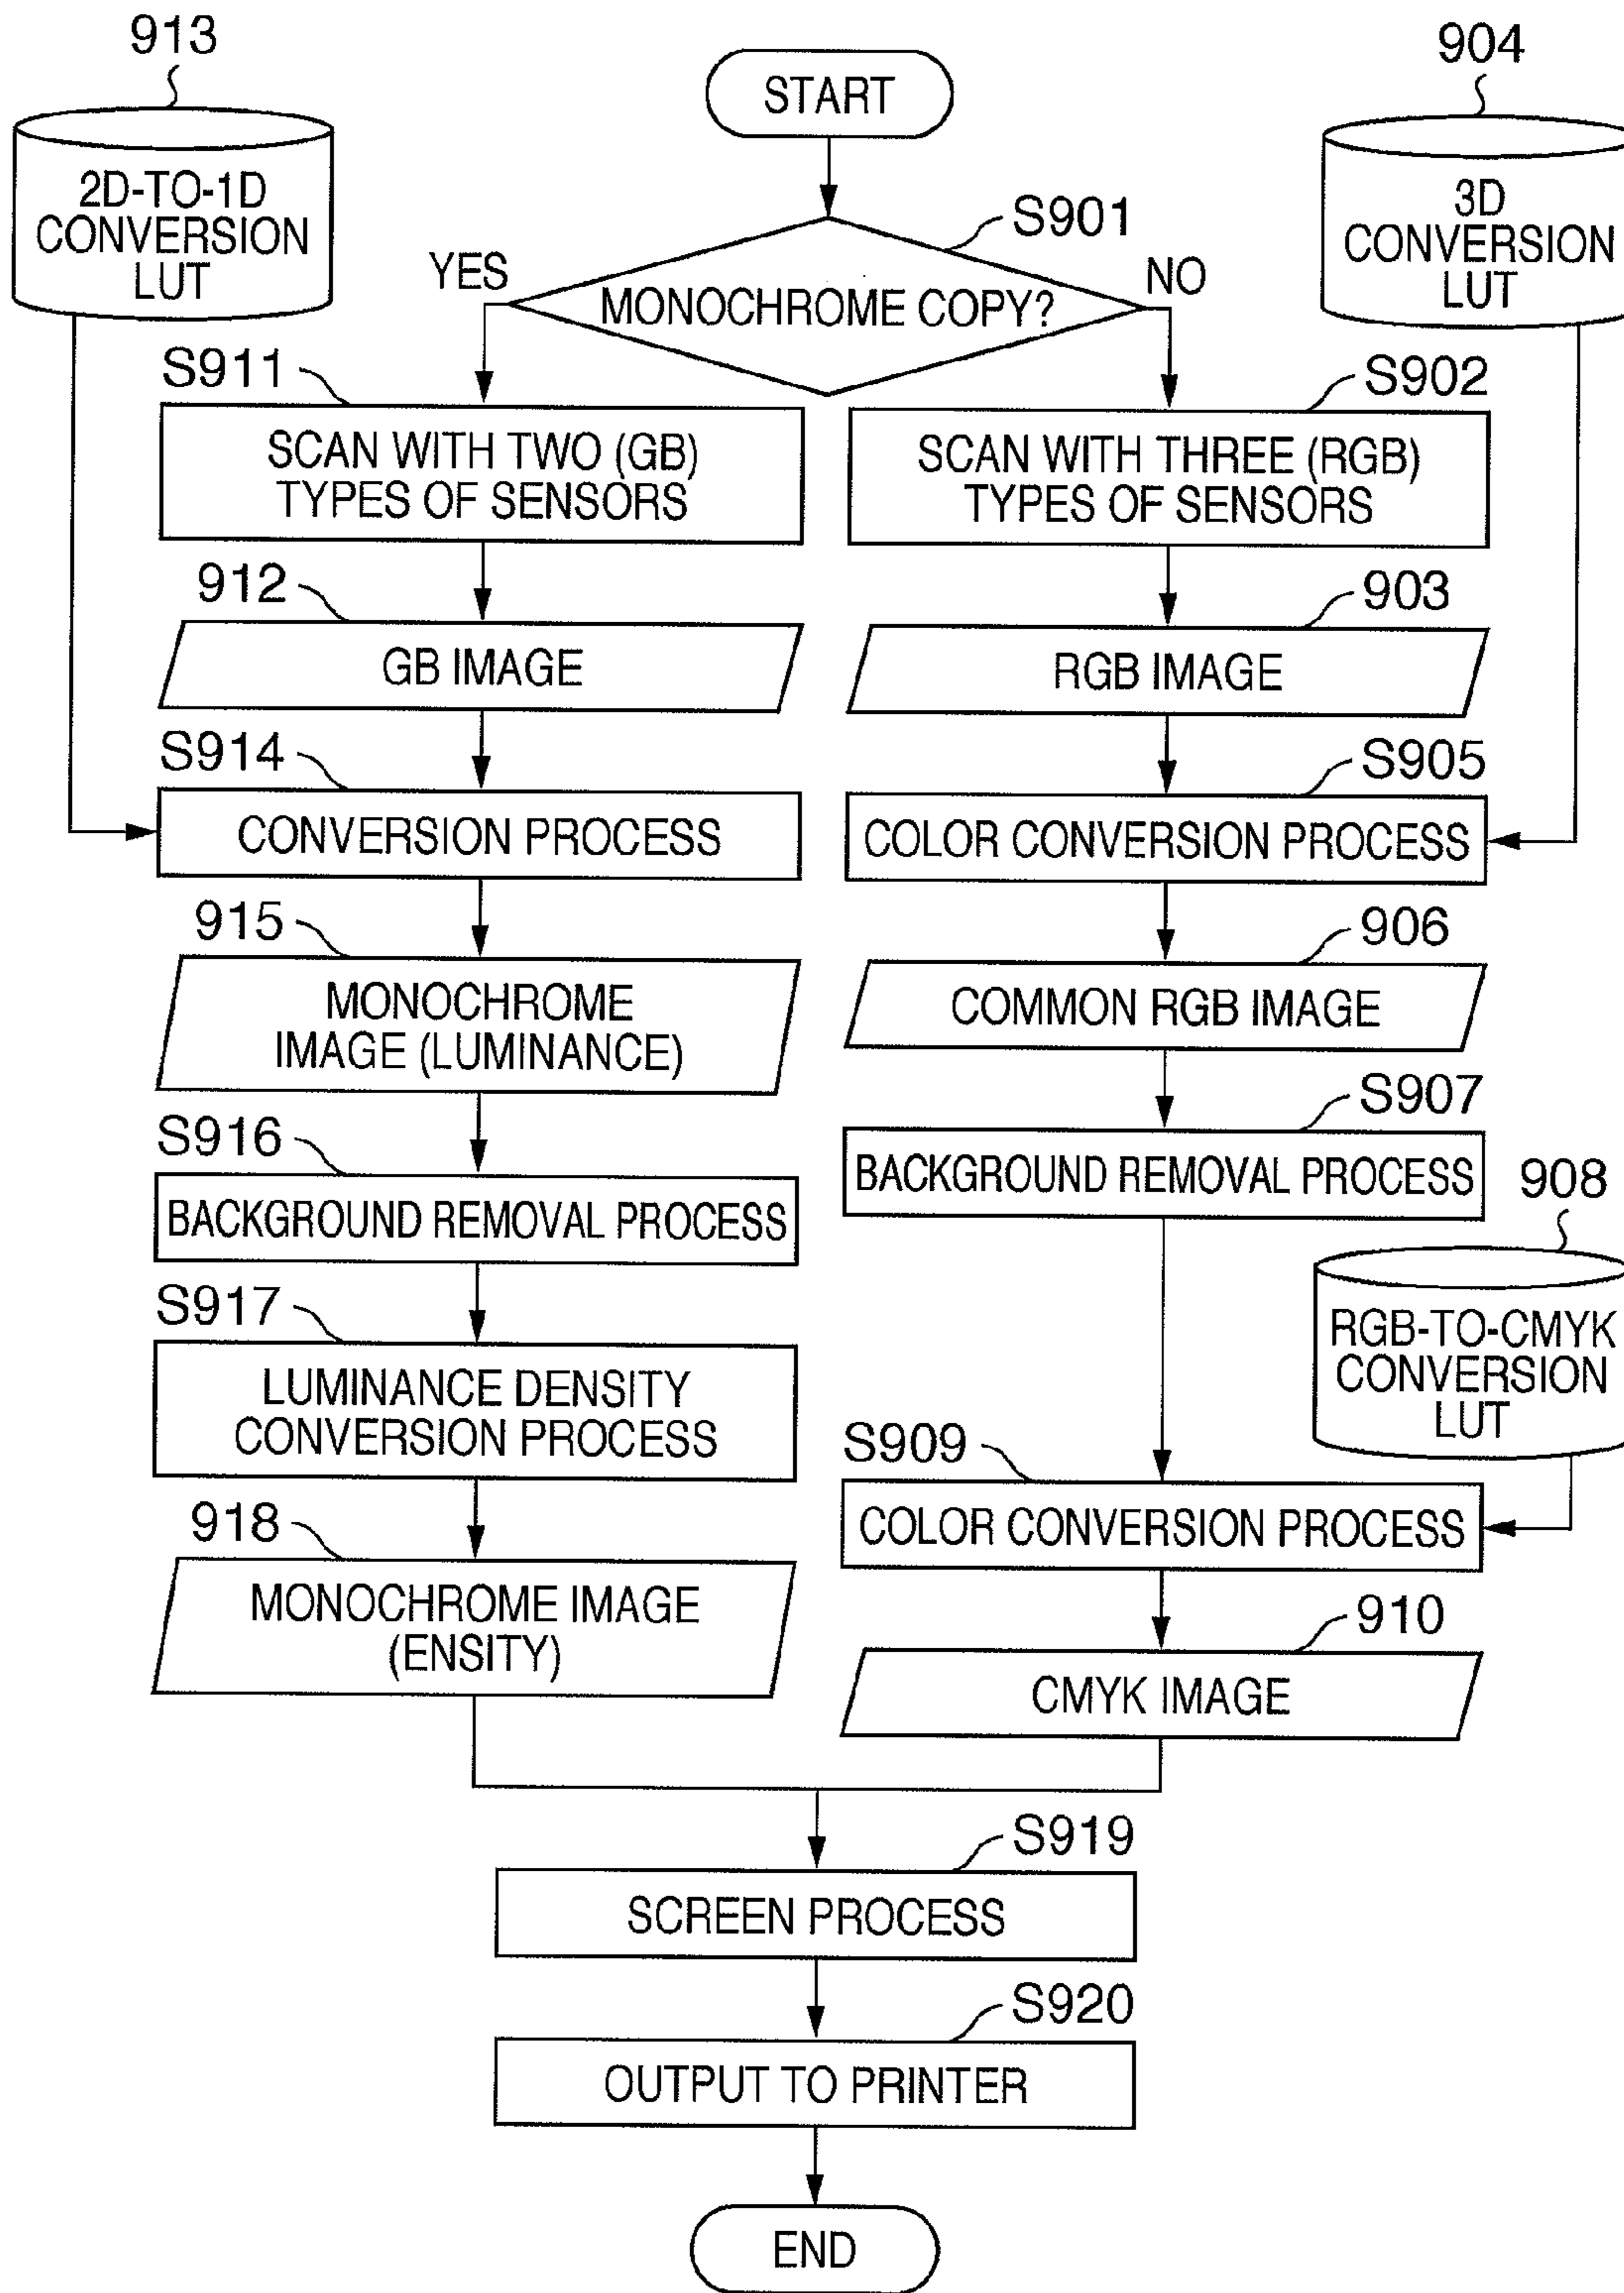 913
904
START
2D-TO-1D
CONVERSION
LUT
3D
CONVERSION
LUT
S901
YES
NO
MONOCHROME COPY?
S911
S902
SCAN WITH TWO (GB)
TYPES OF SENSORS
SCAN WITH THREE (RGB)
TYPES OF SENSORS
912
903
GB IMAGE
RGB IMAGE
S914
S905
CONVERSION PROCESS
COLOR CONVERSION PROCESS
915
906
MONOCHROME
IMAGE (LUMINANCE)
COMMON RGB IMAGE
S916
S907
BACKGROUND REMOVAL PROCESS
BACKGROUND REMOVAL PROCESS
908
S917
RGB-TO-CMYK
CONVERSION
LUT
LUMINANCE DENSITY
CONVERSION PROCESS
S909
COLOR CONVERSION PROCESS
918
MONOCHROME IMAGE
(ENSITY)
910
CMYK IMAGE
S919
SCREEN PROCESS
S920
OUTPUT TO PRINTER
END